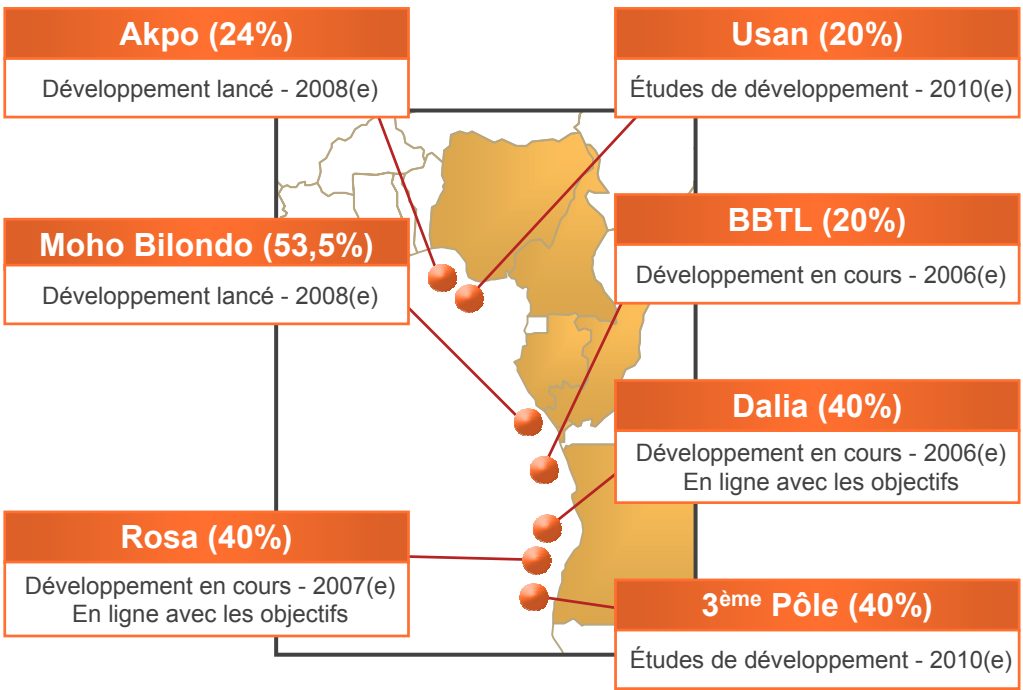 Akpo (24%)
Développement lancé - 2008(e)
Usan (20%)
Études de développement - 2010(e)
Moho Bilondo (53,5%)
Développement lancé - 2008(e)
BBTL (20%)
Développement en cours - 2006(e)
Dalia (40%)
Développement en cours - 2006(e)
En ligne avec les objectifs
Rosa (40%)
Développement en cours - 2007(e)
En ligne avec les objectifs
3ème Pôle (40%)
Études de développement - 2010(e)